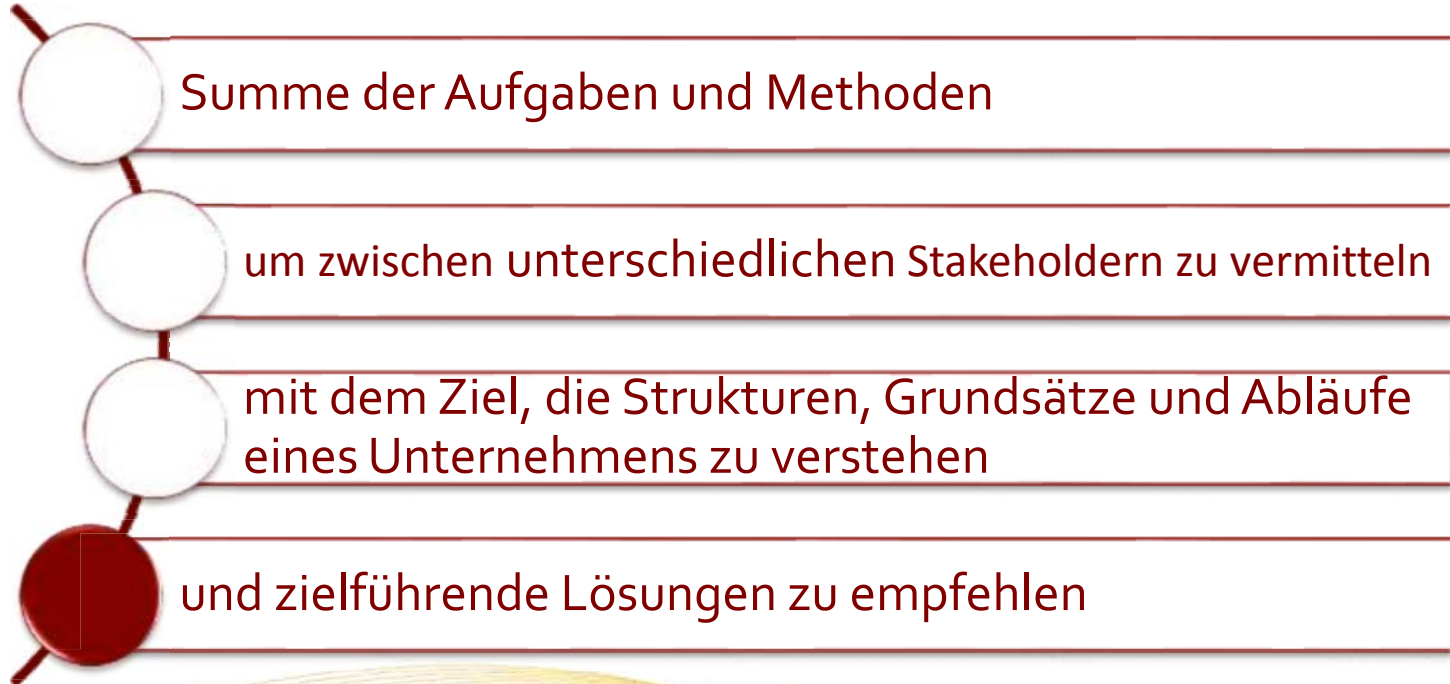 Summe der Aufgaben und Methoden
um zwischen unterschiedlichen Stakeholdern zu vermitteln
mit dem Ziel, die Strukturen, Grundsätze und Abläufe
eines Unternehmens zu verstehen
und zielführende Lösungen zu empfehlen